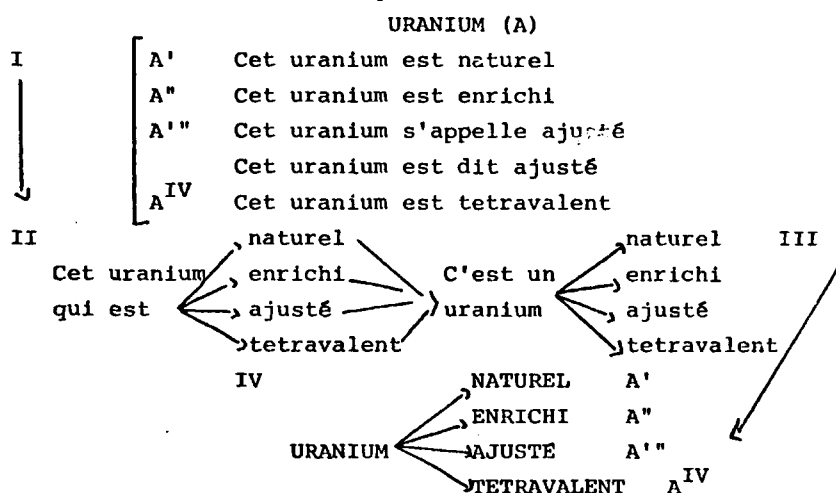 URANIUM (A)
I A' Cet uranium est naturel
A" Cet uranium est enrichi
A'" Cet uranium s'appelle ajusté
Cet uranium est dit ajusté
A^IV Cet uranium est tetravalent
II naturel naturel III
Cet uranium enrichi C'est un enrichi
qui est ajusté uranium ajusté
tetravalent tetravalent
IV NATUREL A'
ENRICHI A"
URANIUM AJUSTÉ A'"
TETRAVALENT A^IV